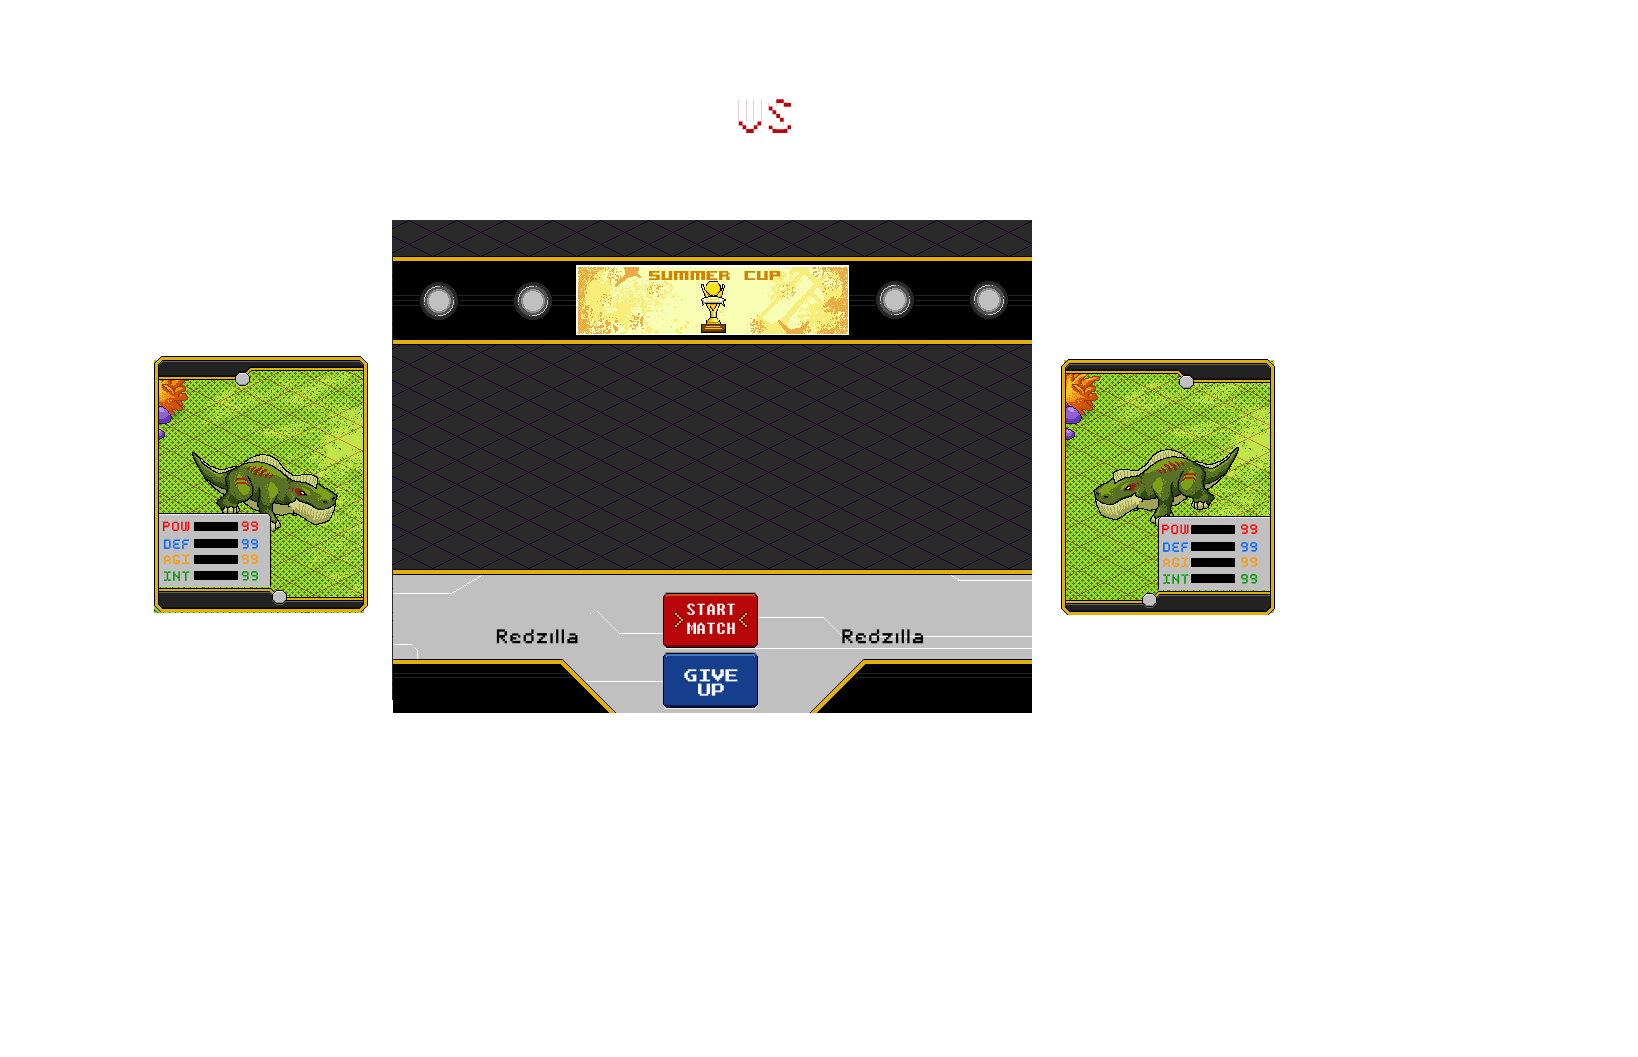 VS
SUMMER CUP
POW 99
DEF 99
AGI 99
INT 99
POW 99
DEF 99
AGI 99
INT 99
Redzilla
> START <
MATCH
Redzilla
GIVE
UP